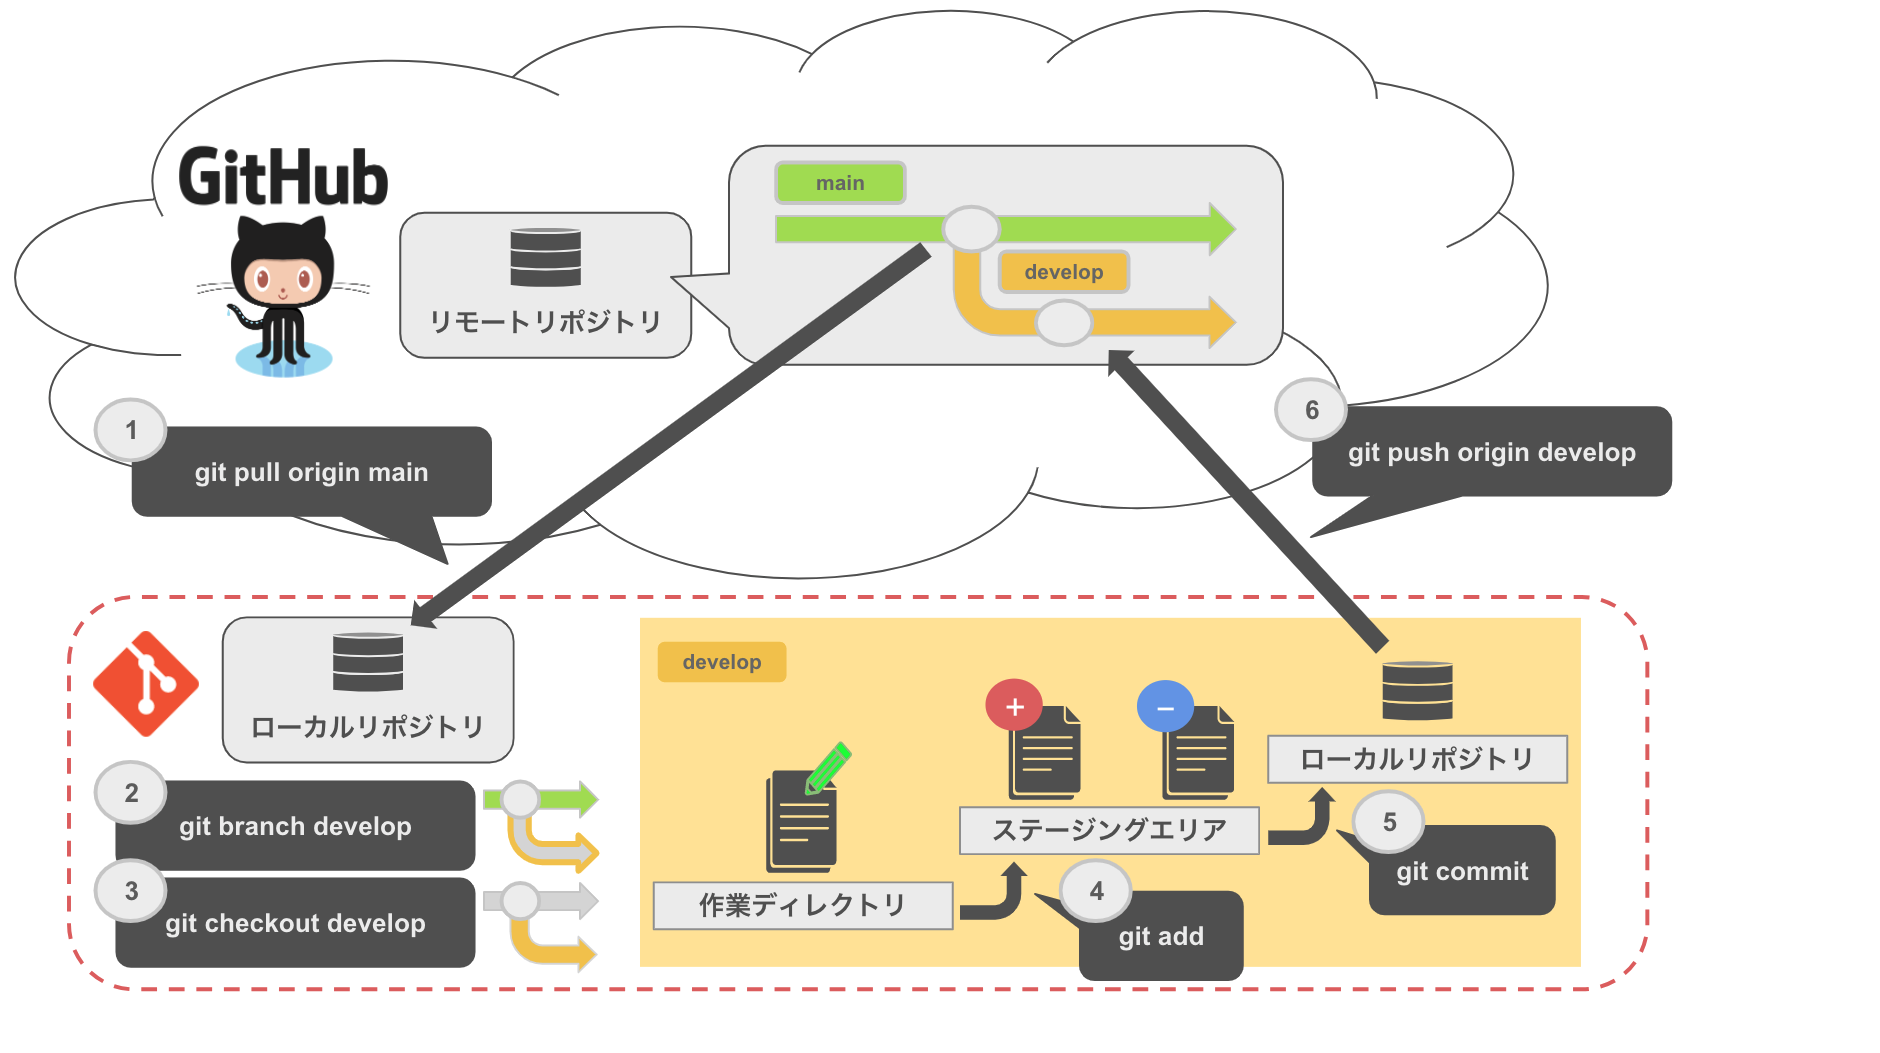 GitHub
main
develop
リモートリポジトリ
1
git pull origin main
6
git push origin develop
ローカルリポジトリ
2
git branch develop
3
git checkout develop
develop
+
−
作業ディレクトリ
ステージングエリア
ローカルリポジトリ
4
git add
5
git commit